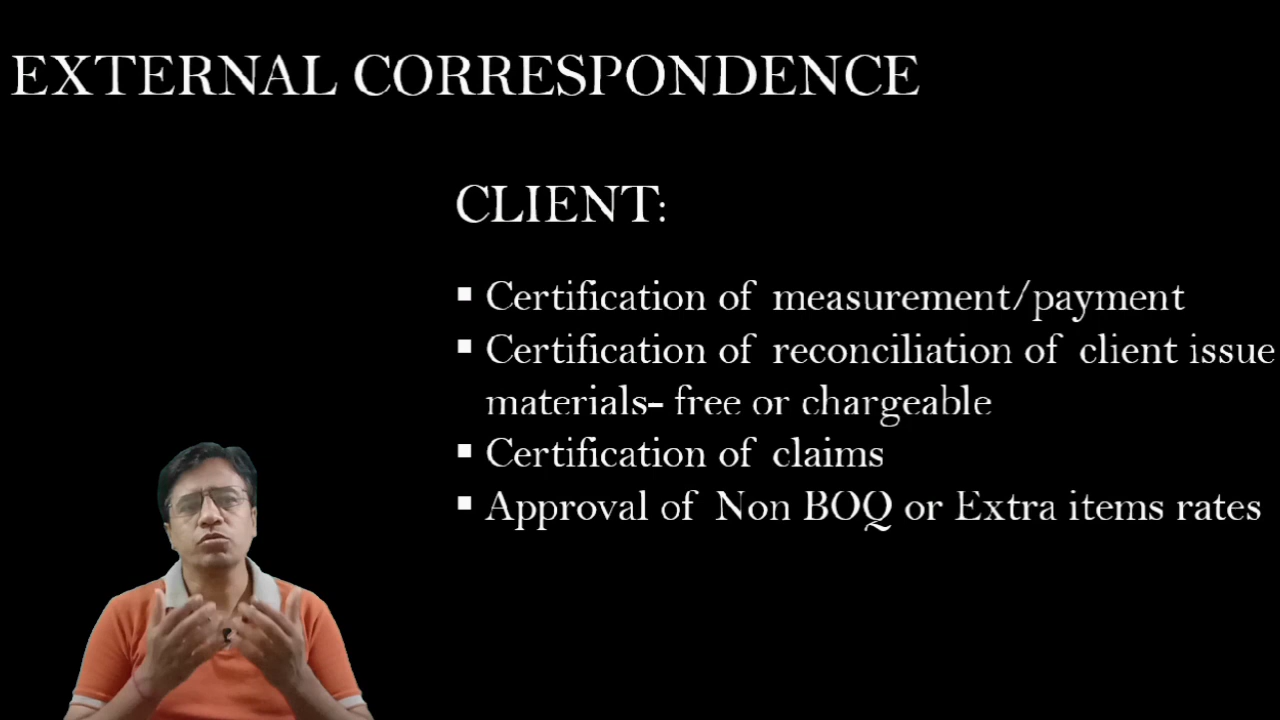 EXTERNAL CORRESPONDENCE
CLIENT:
▪ Certification of measurement/payment
▪ Certification of reconciliation of client issue
materials– free or chargeable
▪ Certification of claims
▪ Approval of Non BOQ or Extra items rates